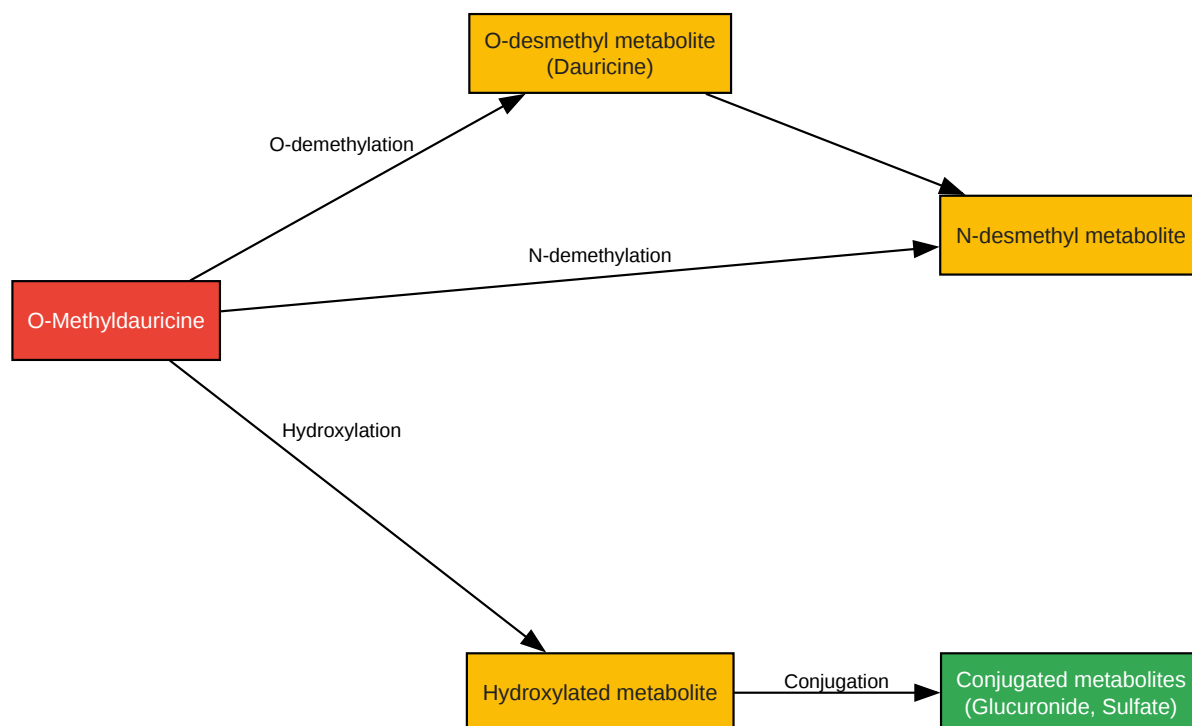 O-desmethyl metabolite
(Dauricine)
O-demethylation
N-desmethyl metabolite
N-demethylation
O-Methyldauricine
Hydroxylation
Hydroxylated metabolite
Conjugation
Conjugated metabolites
(Glucuronide, Sulfate)